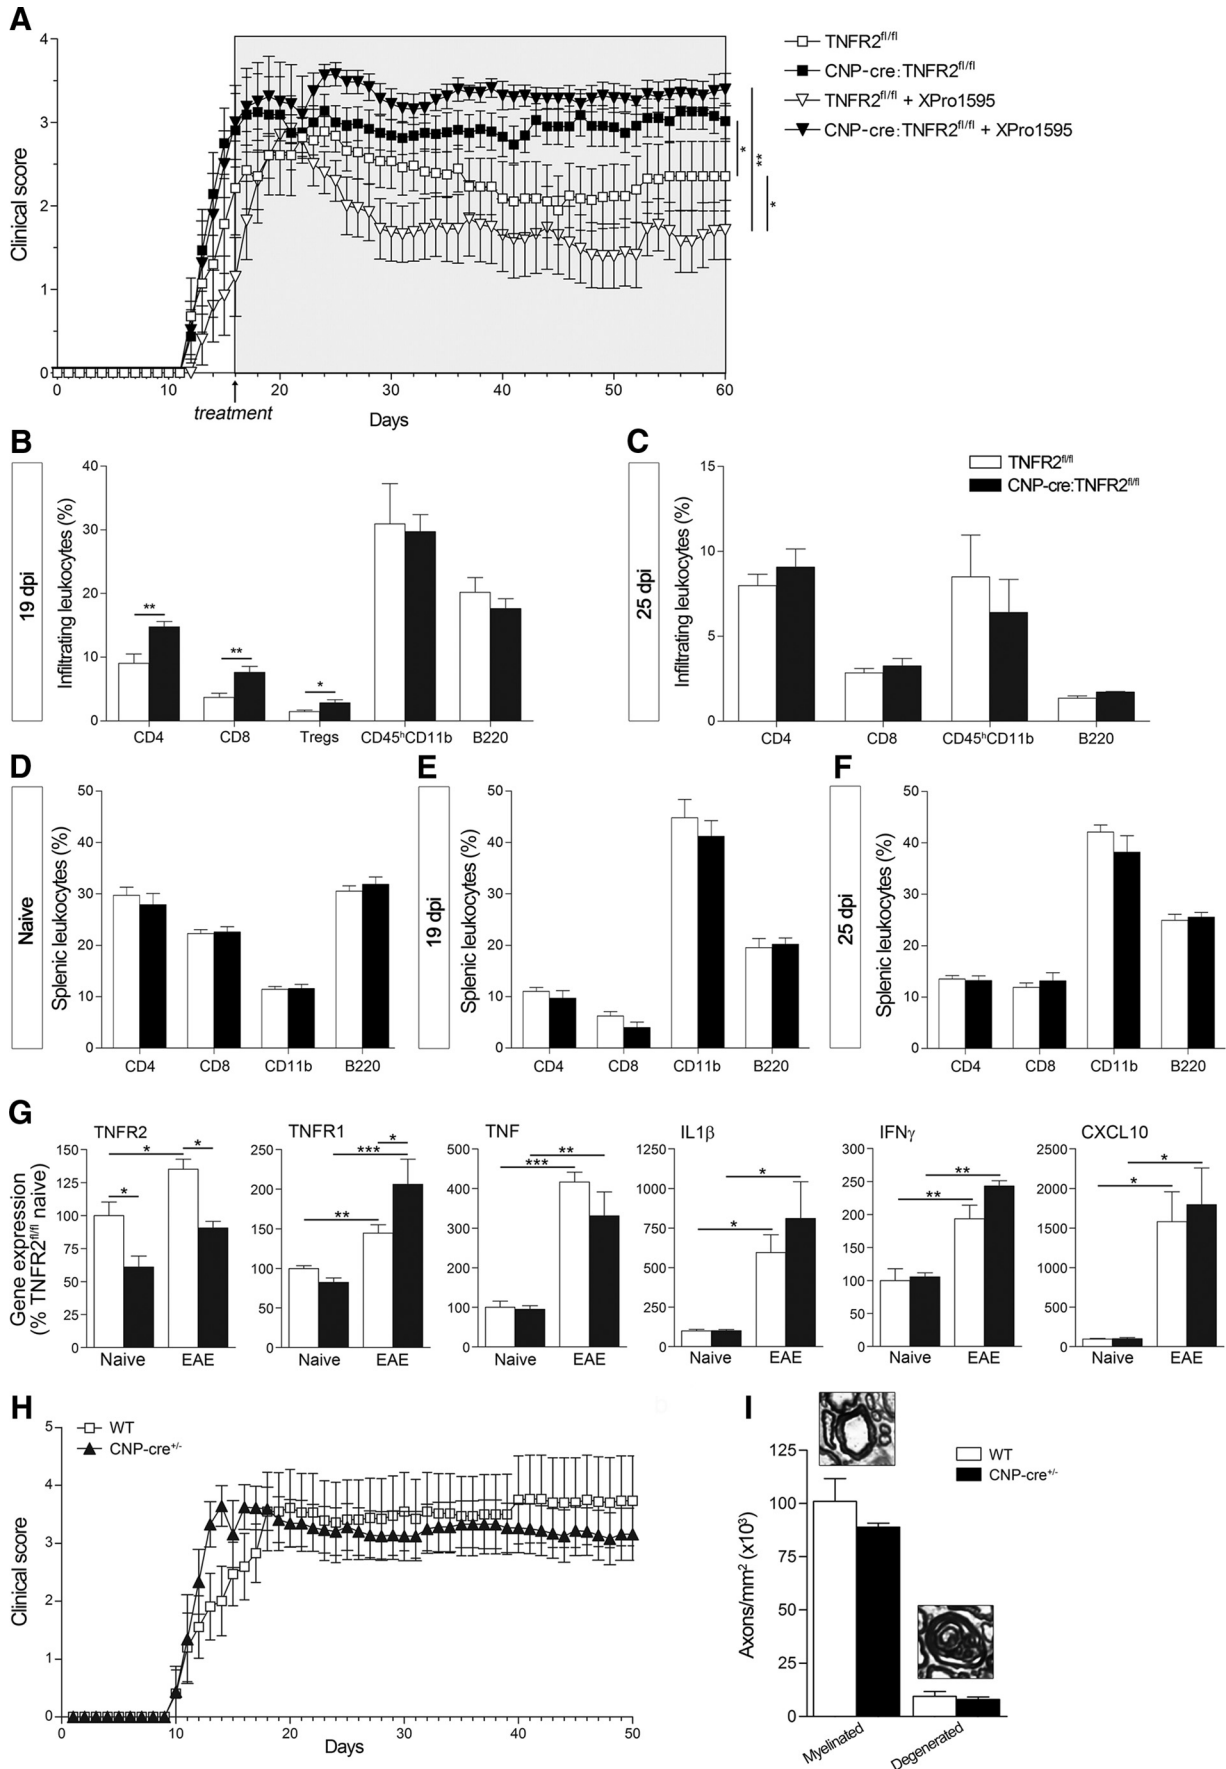 A
TNFR2fl/fl
CNP-cre:TNFR2fl/fl
TNFR2fl/fl + XPro1595
CNP-cre:TNFR2fl/fl + XPro1595
Clinical score
4
3
2
1
0
* ** *
0 10 20 30 40 50 60
treatment
Days
B
19 dpi
Infiltrating leukocytes (%)
40
30
20
10
0
** ** *
CD4 CD8 Tregs CD45hCD11b B220
C
25 dpi
Infiltrating leukocytes (%)
15
10
5
0
TNFR2fl/fl
CNP-cre:TNFR2fl/fl
CD4 CD8 CD45hCD11b B220
D
Naive
Splenic leukocytes (%)
50
40
30
20
10
0
CD4 CD8 CD11b B220
E
19 dpi
Splenic leukocytes (%)
50
40
30
20
10
0
CD4 CD8 CD11b B220
F
25 dpi
Splenic leukocytes (%)
50
40
30
20
10
0
CD4 CD8 CD11b B220
G
Gene expression
(% TNFR2fl/fl naive)
TNFR2
150
125
100
75
50
25
0
* * *
Naive EAE
TNFR1
250
200
150
100
50
0
* *** **
Naive EAE
TNF
500
400
300
200
100
0
** ***
Naive EAE
IL1β
1250
1000
750
500
250
0
* *
Naive EAE
IFNγ
300
250
200
150
100
50
0
** **
Naive EAE
CXCL10
2500
2000
1500
1000
500
0
* *
Naive EAE
H
WT
CNP-cre+/-
Clinical score
5
4
3
2
1
0
0 10 20 30 40 50
Days
I
WT
CNP-cre+/-
Axons/mm2 (x103)
125
100
75
50
25
0
Myelinated Degenerated